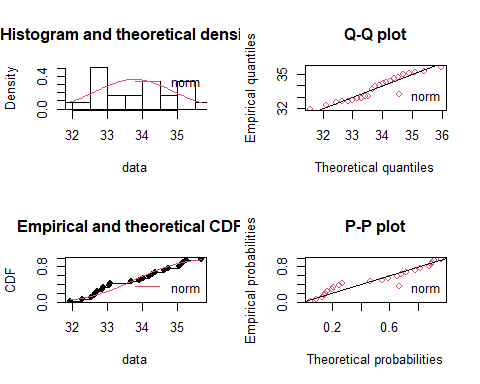 Histogram and theoretical densi
Density
0.0
0.4
32
33
34
35
data
norm
Q-Q plot
Empirical quantiles
32
35
32
33
34
35
36
Theoretical quantiles
norm
Empirical and theoretical CDF
CDF
0.0
0.8
32
33
34
35
data
norm
P-P plot
Empirical probabilities
0.0
0.8
0.2
0.6
Theoretical probabilities
norm